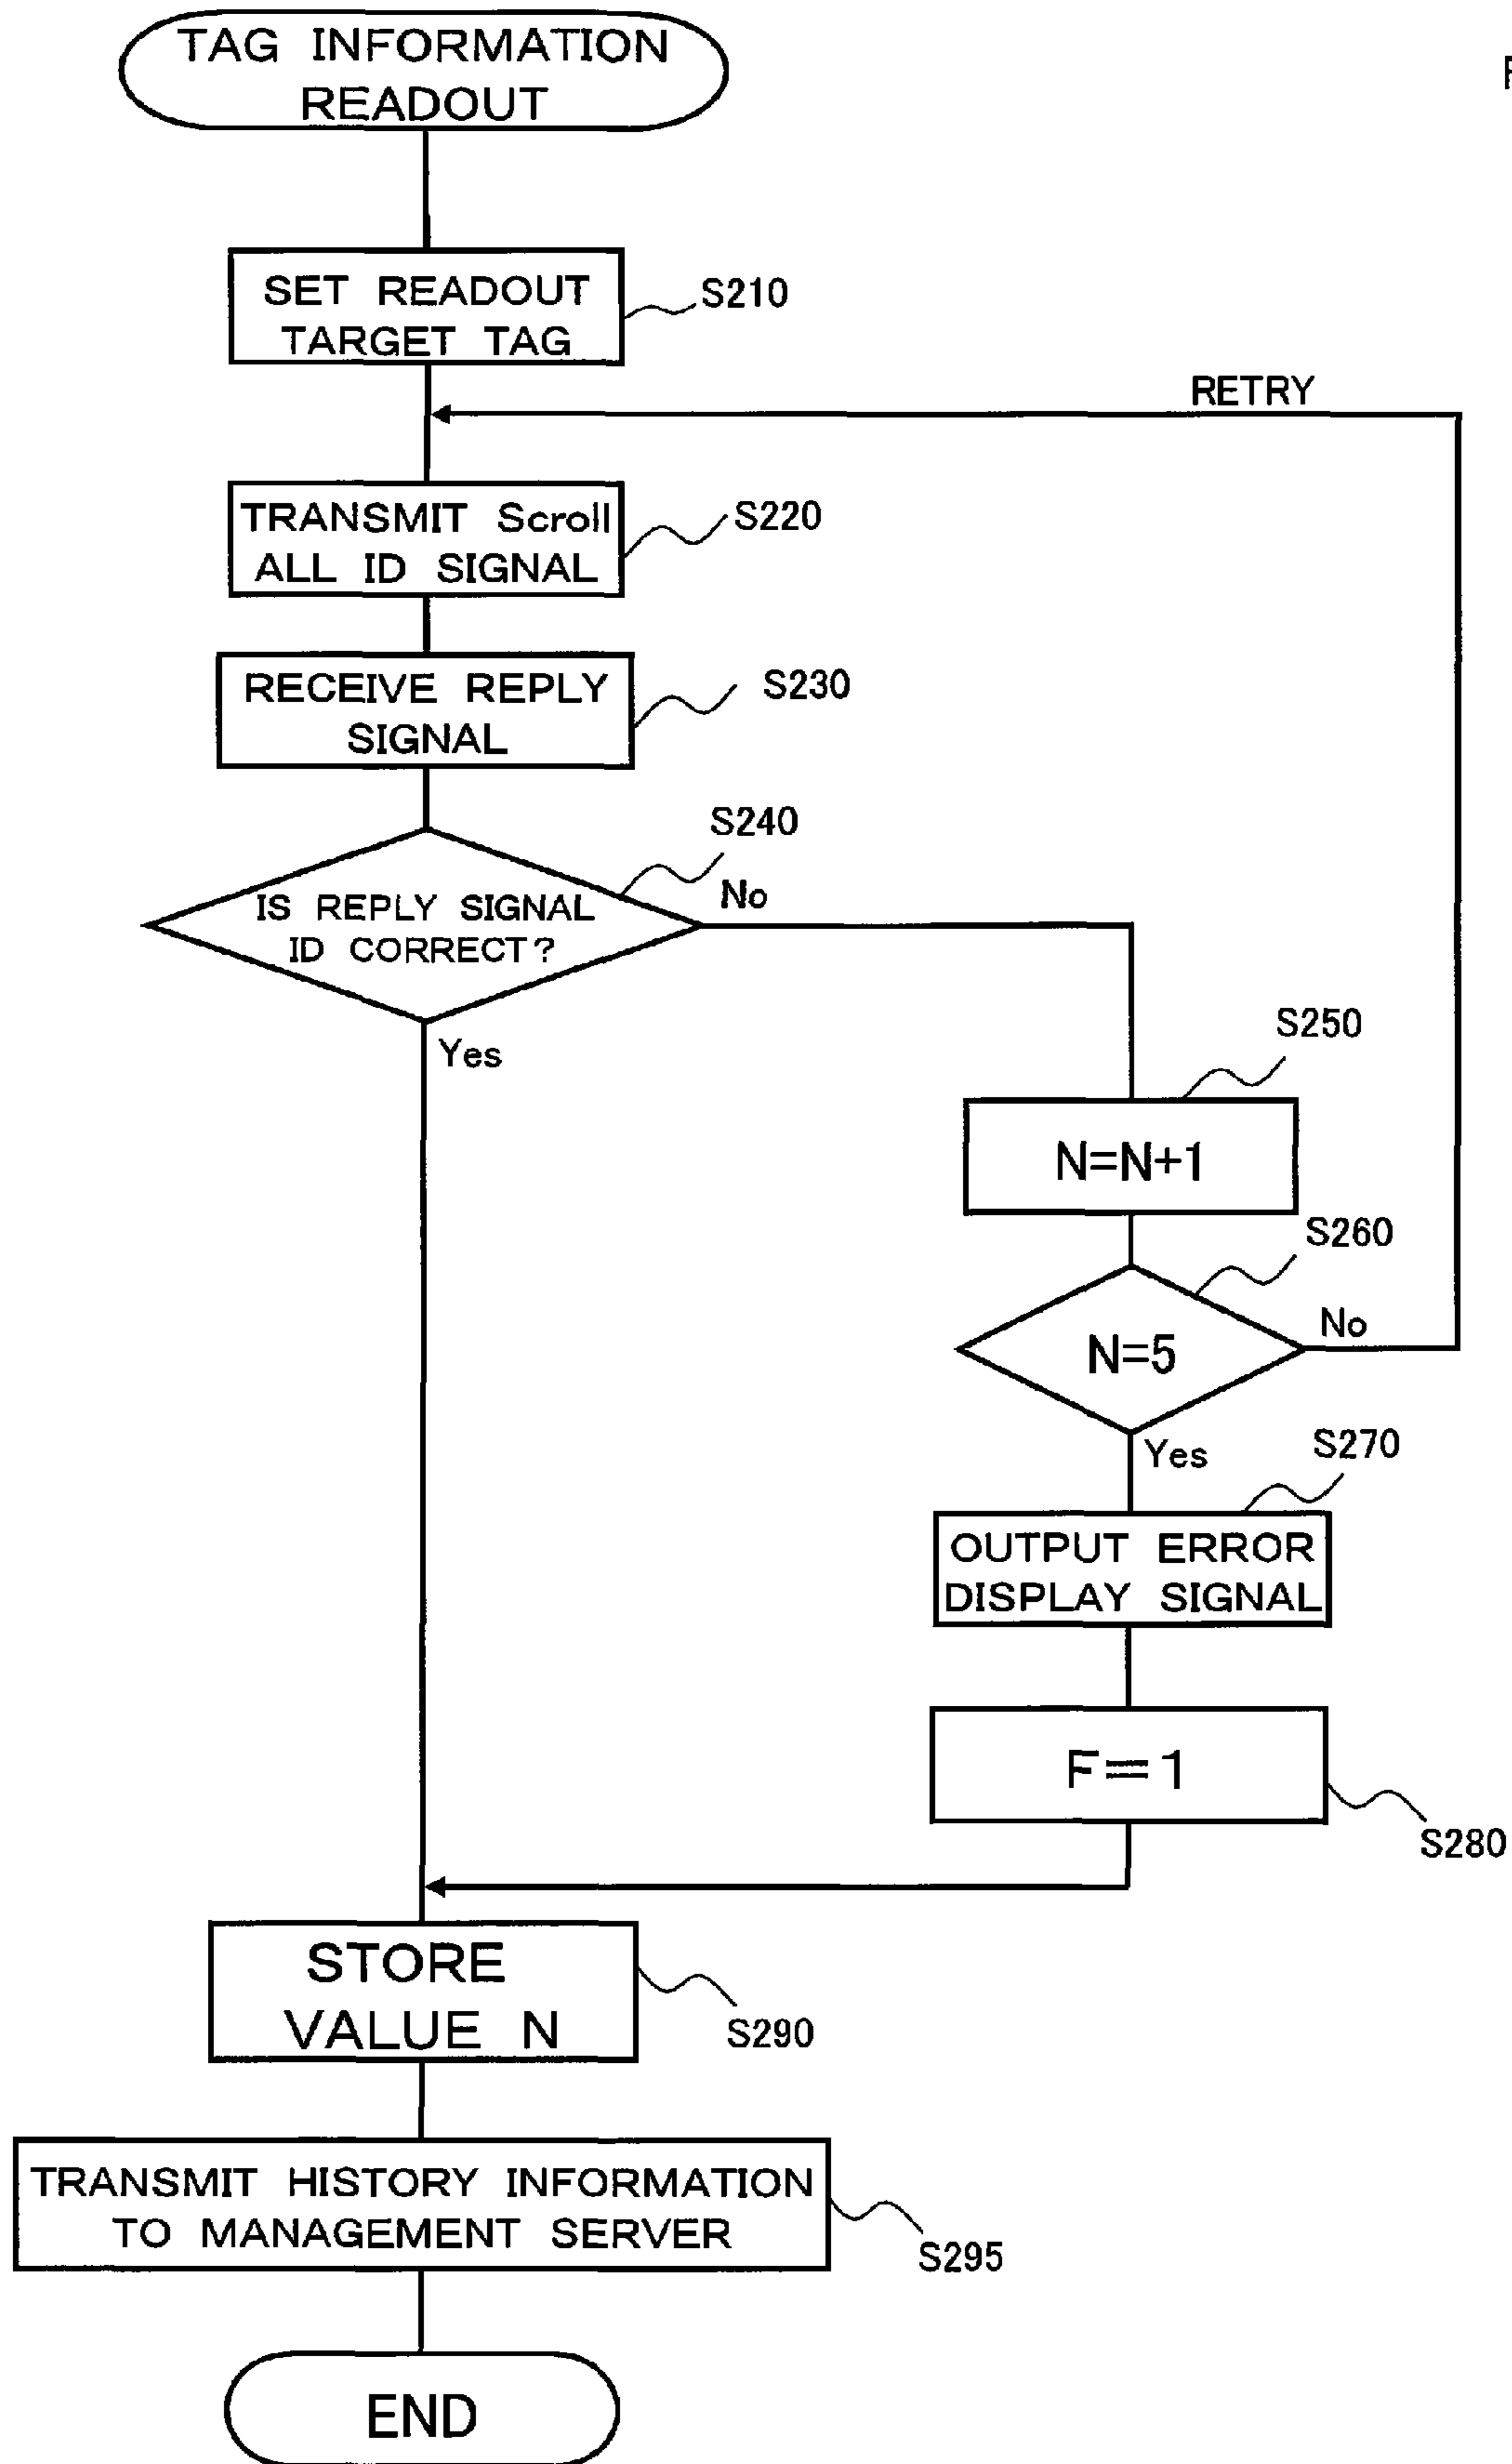 TAG INFORMATION
READOUT
F
SET READOUT
TARGET TAG
S210
RETRY
TRANSMIT Scroll
ALL ID SIGNAL
S220
RECEIVE REPLY
SIGNAL
S230
S240
IS REPLY SIGNAL
ID CORRECT?
No
Yes
S250
N=N+1
S260
N=5
No
Yes
S270
OUTPUT ERROR
DISPLAY SIGNAL
F=1
S280
STORE
VALUE N
S290
TRANSMIT HISTORY INFORMATION
TO MANAGEMENT SERVER
S295
END